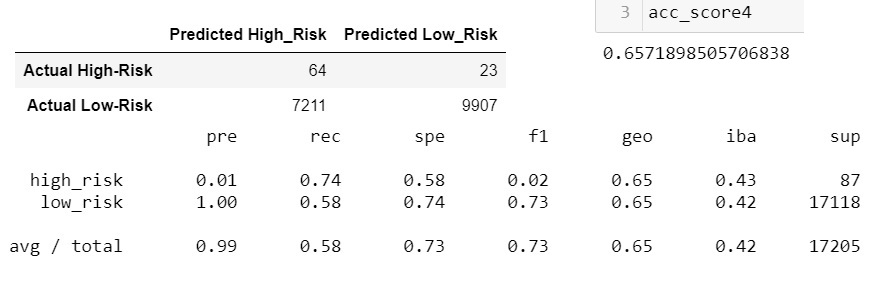 3 acc_score4
0.6571898505706838
Predicted High_Risk Predicted Low_Risk
Actual High-Risk 64 23
Actual Low-Risk 7211 9907
pre rec spe f1 geo iba sup
high_risk 0.01 0.74 0.58 0.02 0.65 0.43 87
low_risk 1.00 0.58 0.74 0.73 0.65 0.42 17118
avg / total 0.99 0.58 0.73 0.73 0.65 0.42 17205